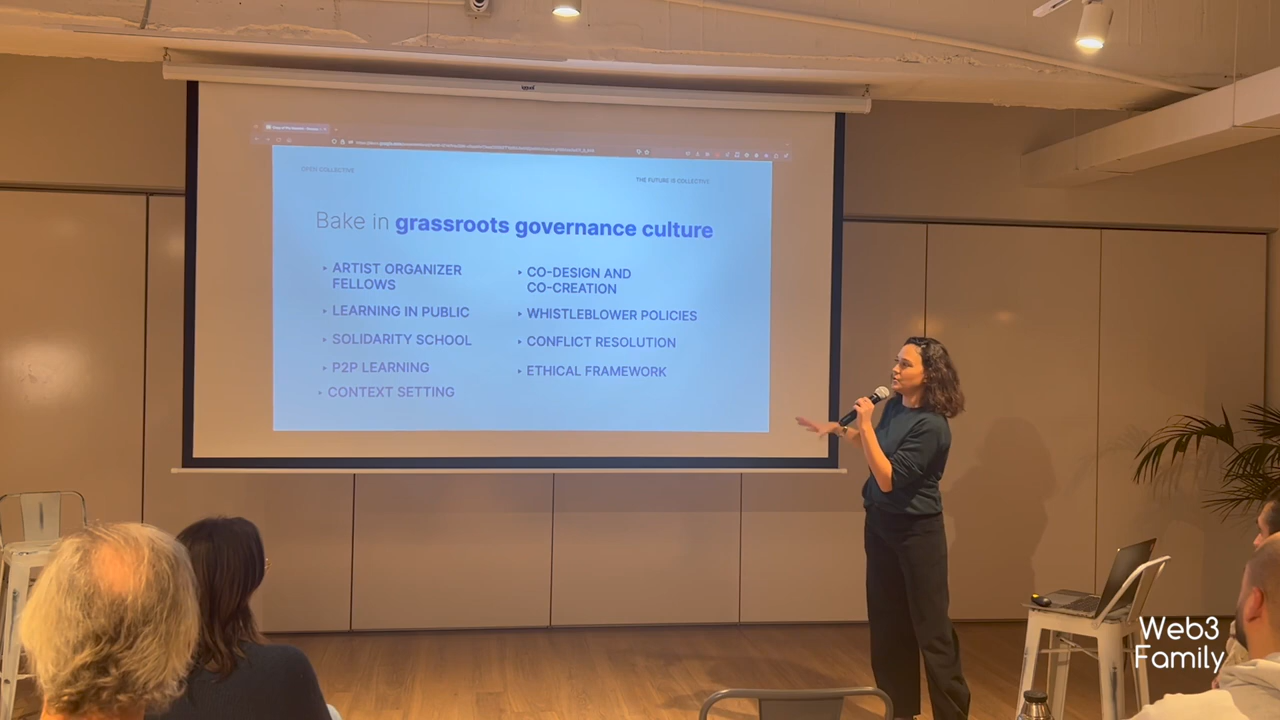 OPEN COLLECTIVE
THE FUTURE IS COLLECTIVE
Bake in grassroots governance culture
‣ ARTIST ORGANIZER
FELLOWS
‣ LEARNING IN PUBLIC
‣ SOLIDARITY SCHOOL
‣ P2P LEARNING
‣ CONTEXT SETTING
‣ CO-DESIGN AND
CO-CREATION
‣ WHISTLEBLOWER POLICIES
‣ CONFLICT RESOLUTION
‣ ETHICAL FRAMEWORK
Web3
Family